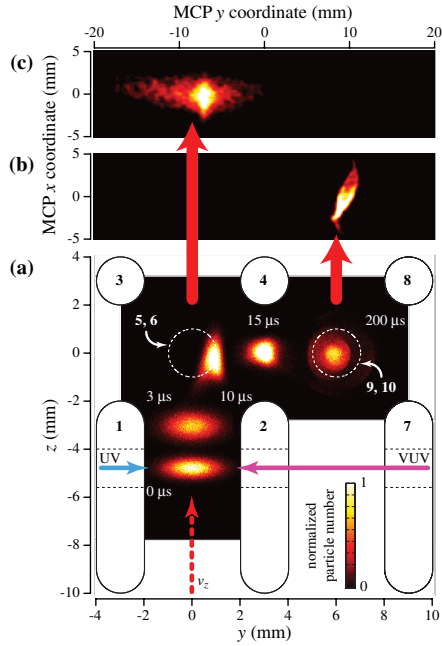 MCP y coordinate (mm)
-20 -10 0 10 20
(c)
MCP x coordinate (mm)
5
0
-5
(b)
5
0
-5
(a)
4
2
0
-2
-4
-6
-8
-10
z (mm)
3 4 8
5, 6
15 µs
200 µs
9, 10
3 µs
10 µs
1 2 7
UV
VUV
0 µs
v_z
normalized
particle number
1
0
-4 -2 0 2 4 6 8 10
y (mm)